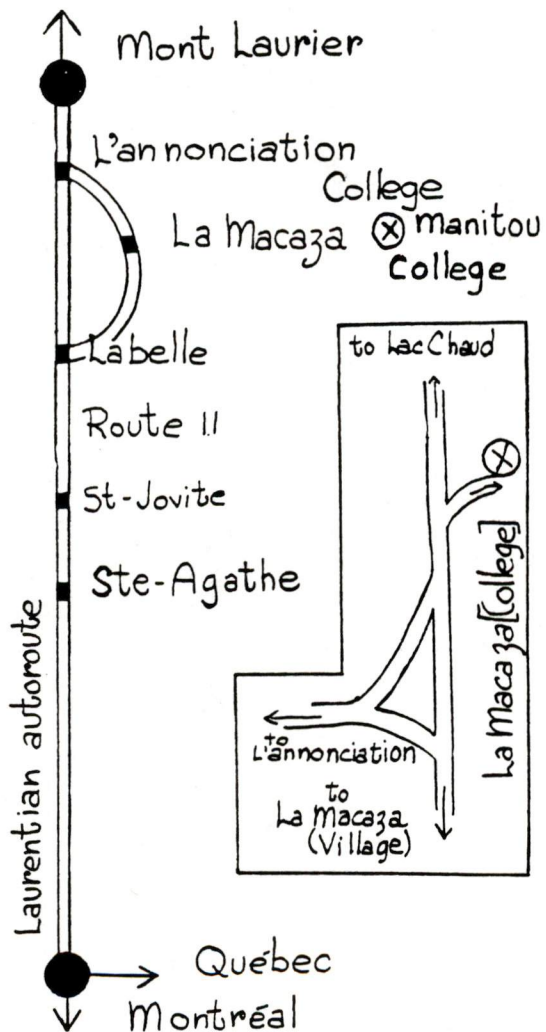 Mont Laurier
L'annonciation
College
La Macaza ⊗ Manitou
College
Labelle
Route 11
St-Jovite
Ste-Agathe
Laurentian autoroute
Québec
Montréal
to Lac Chaud
La Macaza [College]
to
L'annonciation
to
La Macaza
(Village)